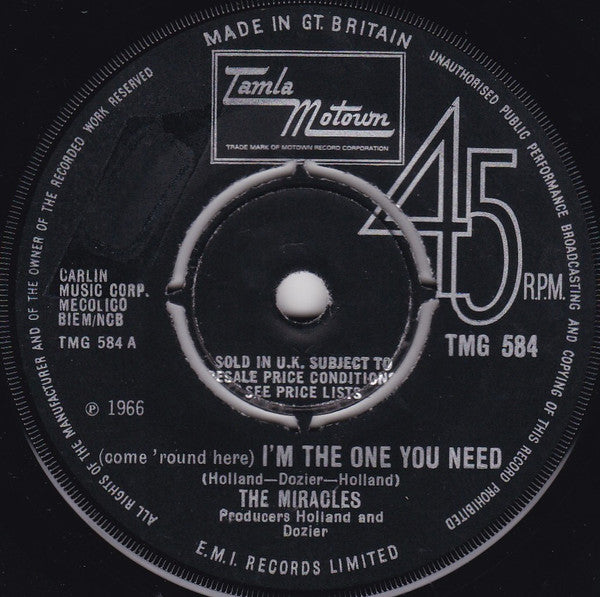 MADE IN GT. BRITAIN
UNAUTHORISED PUBLIC PERFORMANCE BROADCASTING AND COPYING OF THIS RECORD PROHIBITED
ALL RIGHTS OF THE MANUFACTURER AND OF THE OWNER OF THE RECORDED WORK RESERVED
Tamla
Motown
TRADE MARK OF MOTOWN RECORD CORPORATION
45
R.P.M.
CARLIN
MUSIC CORP.
MECOLICO
BIEM/NCB
TMG 584 A
TMG 584
SOLD IN U.K. SUBJECT TO
RESALE PRICE CONDITIONS
SEE PRICE LISTS
℗ 1966
(come 'round here) I'M THE ONE YOU NEED
(Holland—Dozier—Holland)
THE MIRACLES
Producers Holland and
Dozier
E.M.I. RECORDS LIMITED